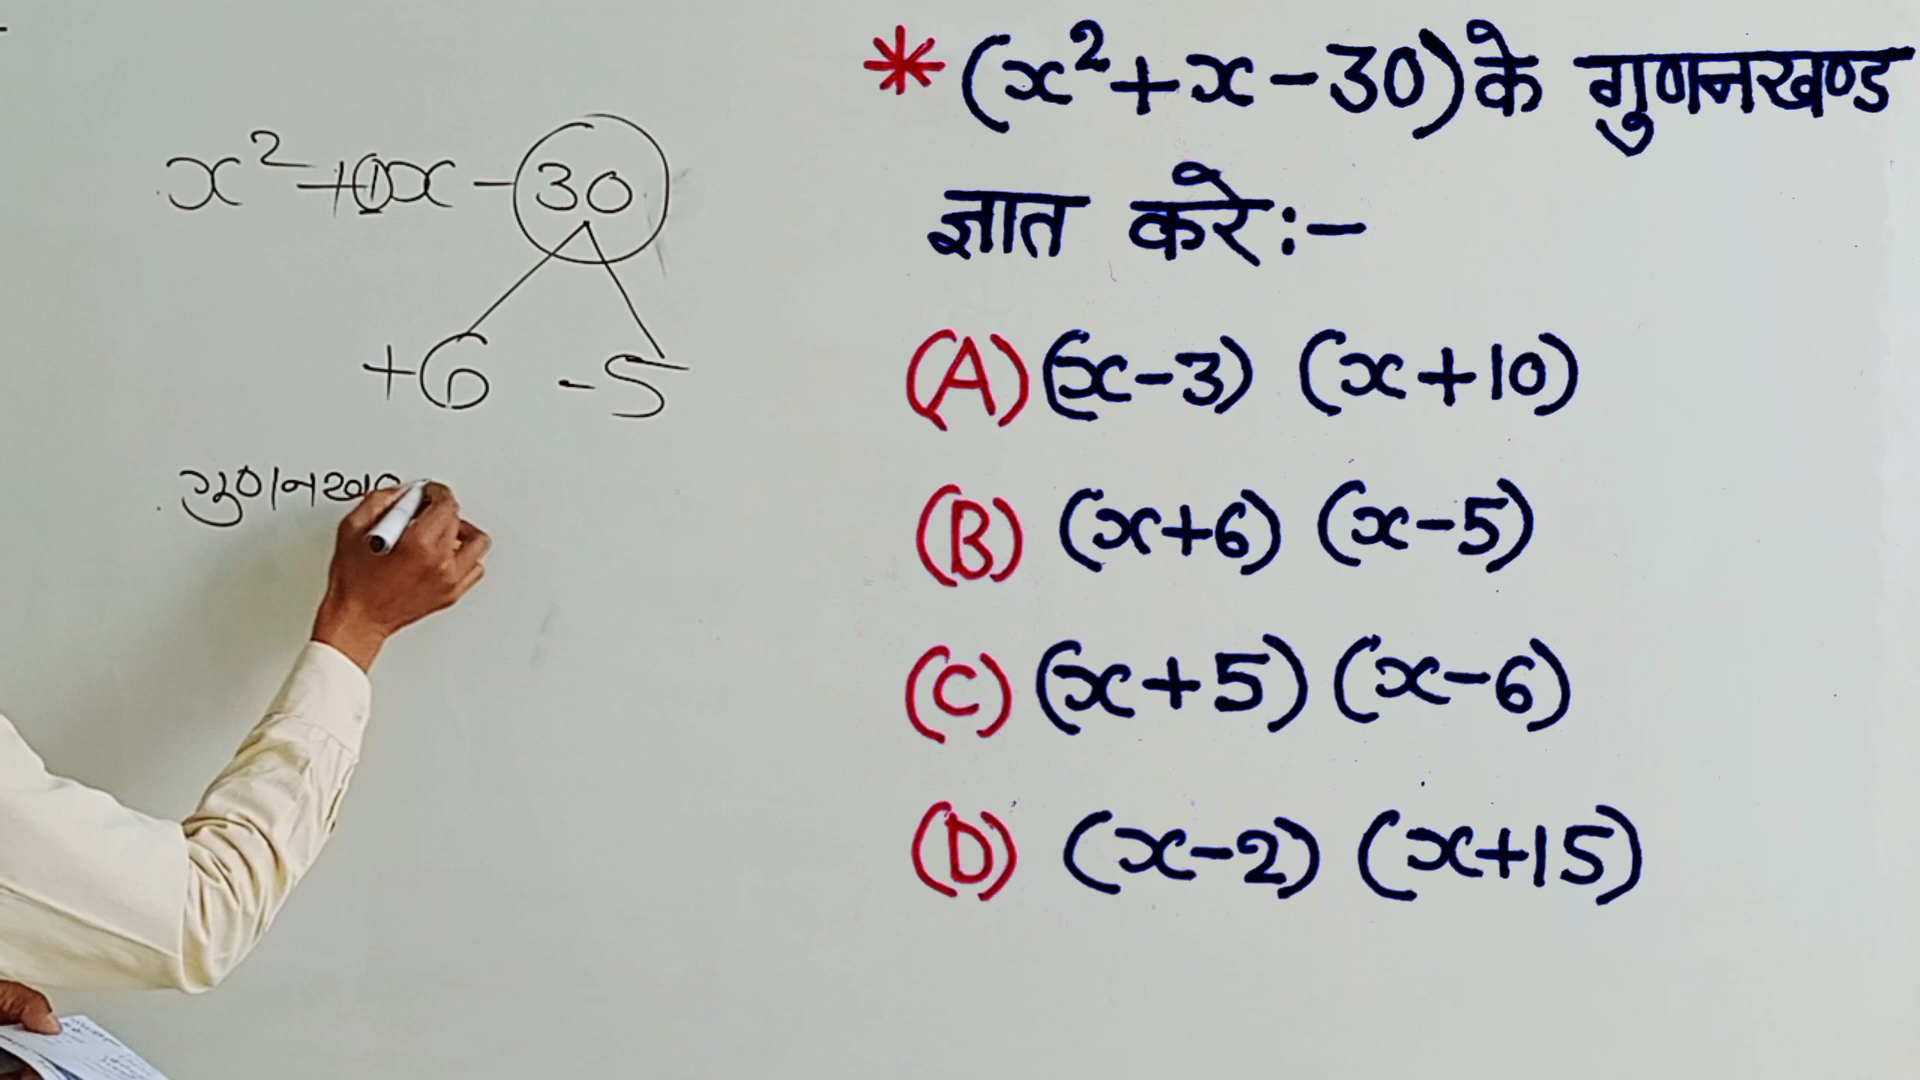 x²+1x-30
+6 -5
* (x²+x-30) के गुणनखण्ड
ज्ञात करे:-
(A) (x-3) (x+10)
(B) (x+6) (x-5)
(C) (x+5) (x-6)
(D) (x-2) (x+15)